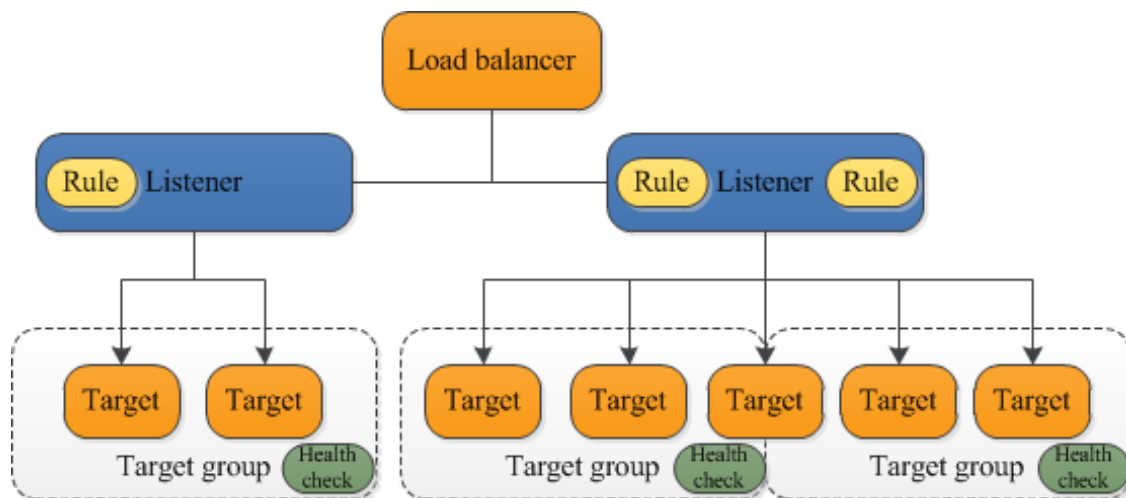 Load balancer
Rule Listener
Rule Listener Rule
Target Target
Target Target Target Target Target
Target group Health check
Target group Health check
Target group Health check